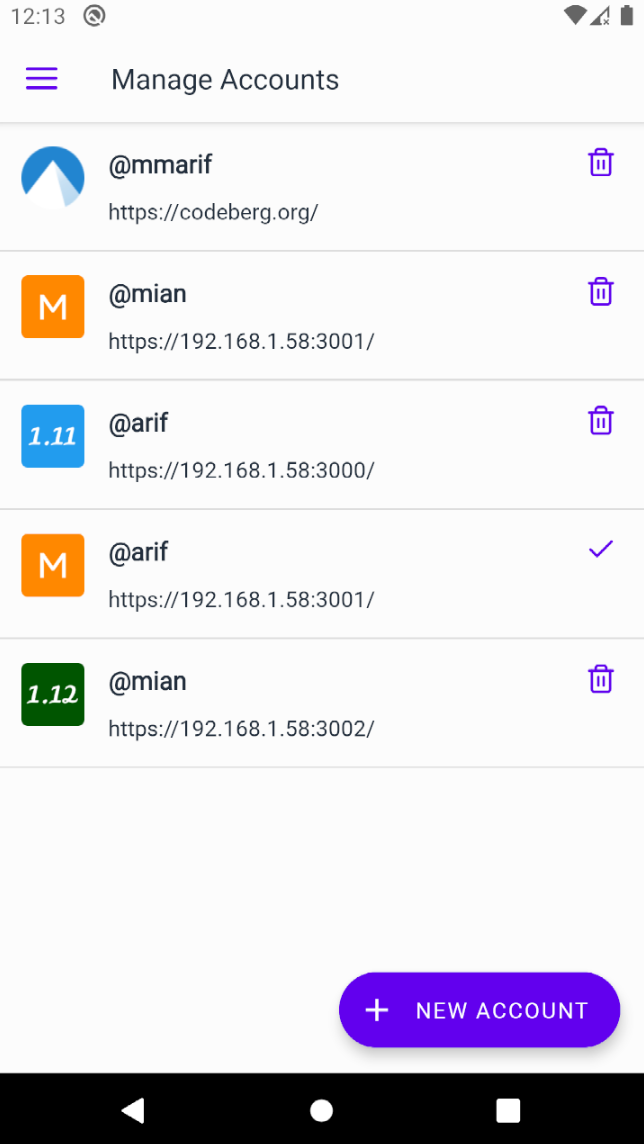 12:13
Manage Accounts
@mmarif
https://codeberg.org/
M
@mian
https://192.168.1.58:3001/
1.11
@arif
https://192.168.1.58:3000/
M
@arif
https://192.168.1.58:3001/
1.12
@mian
https://192.168.1.58:3002/
NEW ACCOUNT